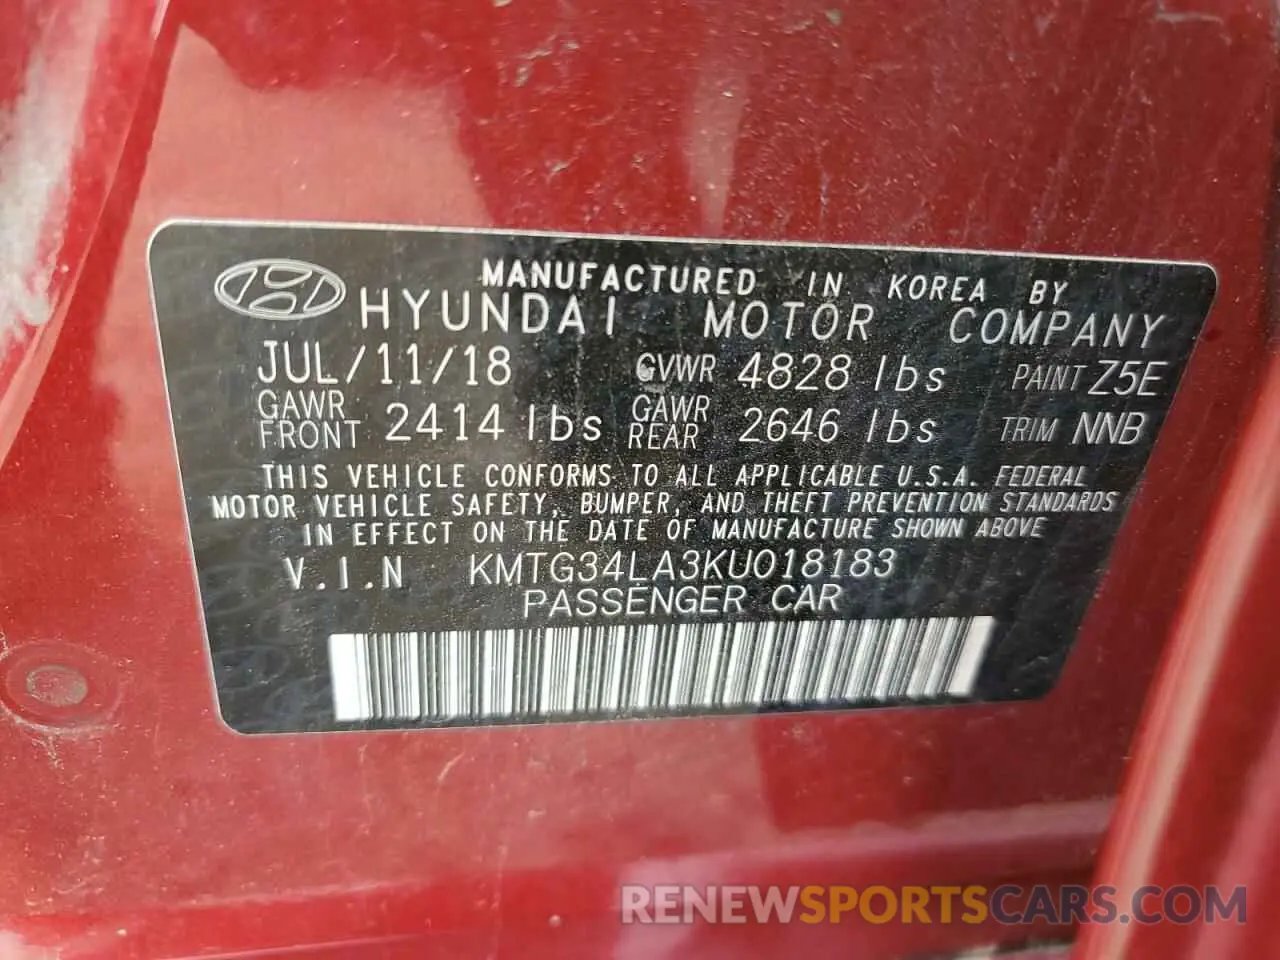 MANUFACTURED IN KOREA BY
HYUNDAI MOTOR COMPANY
JUL/11/18 GVWR 4828 lbs PAINT Z5E
GAWR FRONT 2414 lbs GAWR REAR 2646 lbs TRIM NNB
THIS VEHICLE CONFORMS TO ALL APPLICABLE U.S.A. FEDERAL
MOTOR VEHICLE SAFETY, BUMPER, AND THEFT PREVENTION STANDARDS
IN EFFECT ON THE DATE OF MANUFACTURE SHOWN ABOVE
V.I.N KMTG34LA3KU018183
PASSENGER CAR
RENEWSPORTSCARS.COM